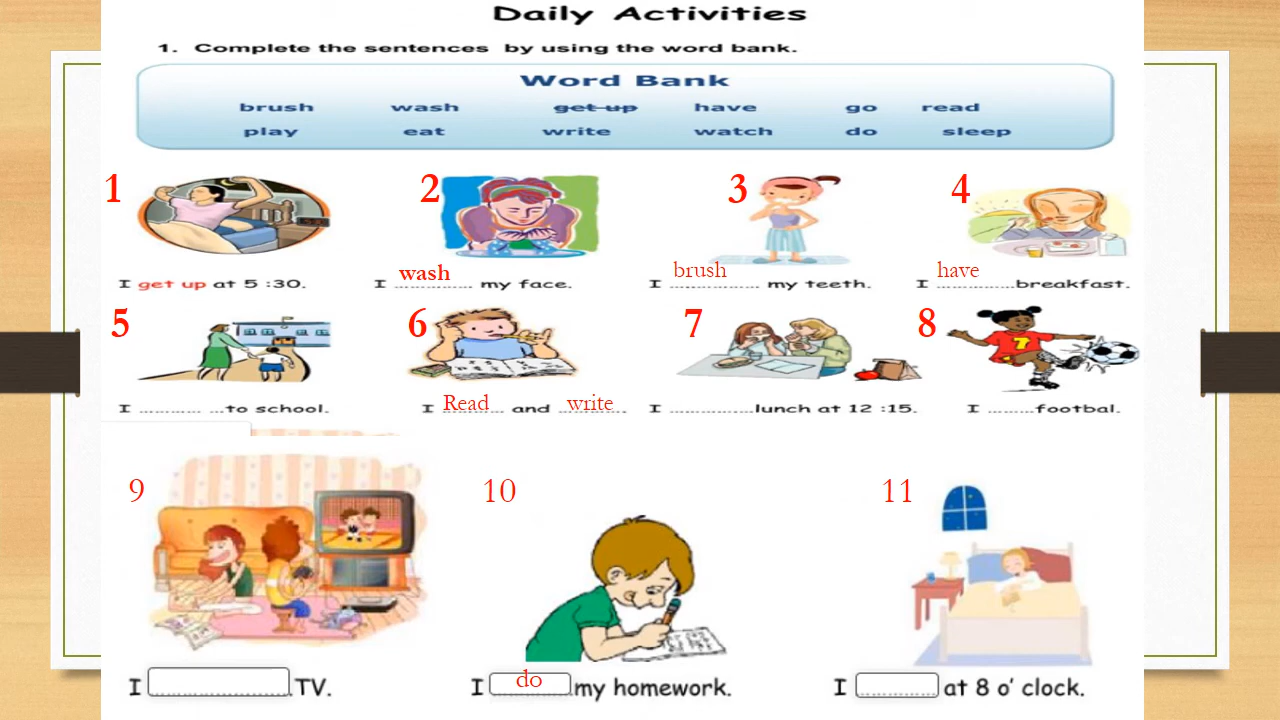 Daily Activities
1. Complete the sentences by using the word bank.
Word Bank
brush wash get up have go read
play eat write watch do sleep
1 2 3 4
I get up at 5 :30. I wash my face. I brush my teeth. I have breakfast.
5 6 7 8
I ............ ...to school. I Read and write. I ...............lunch at 12 :15. I ........footbal.
9 10 11
I .................... .TV. I do my homework. I ............. at 8 o' clock.